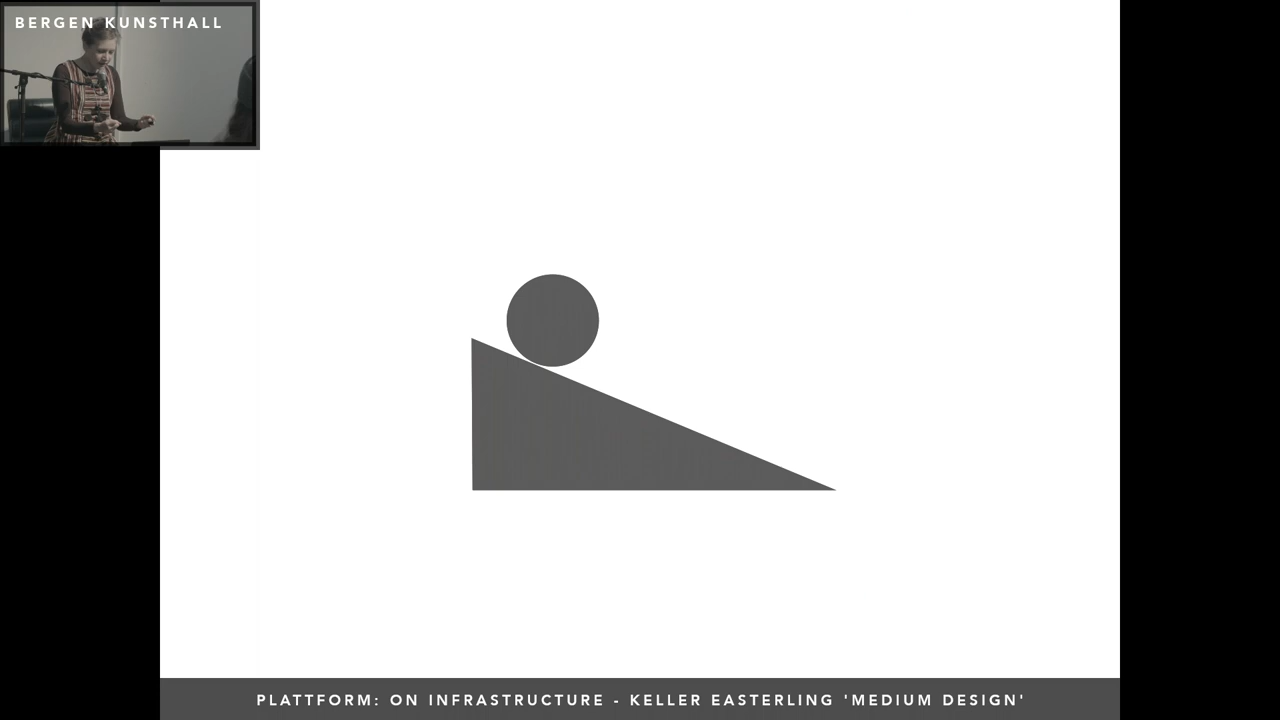 BERGEN KUNSTHALL
PLATTFORM: ON INFRASTRUCTURE - KELLER EASTERLING 'MEDIUM DESIGN'